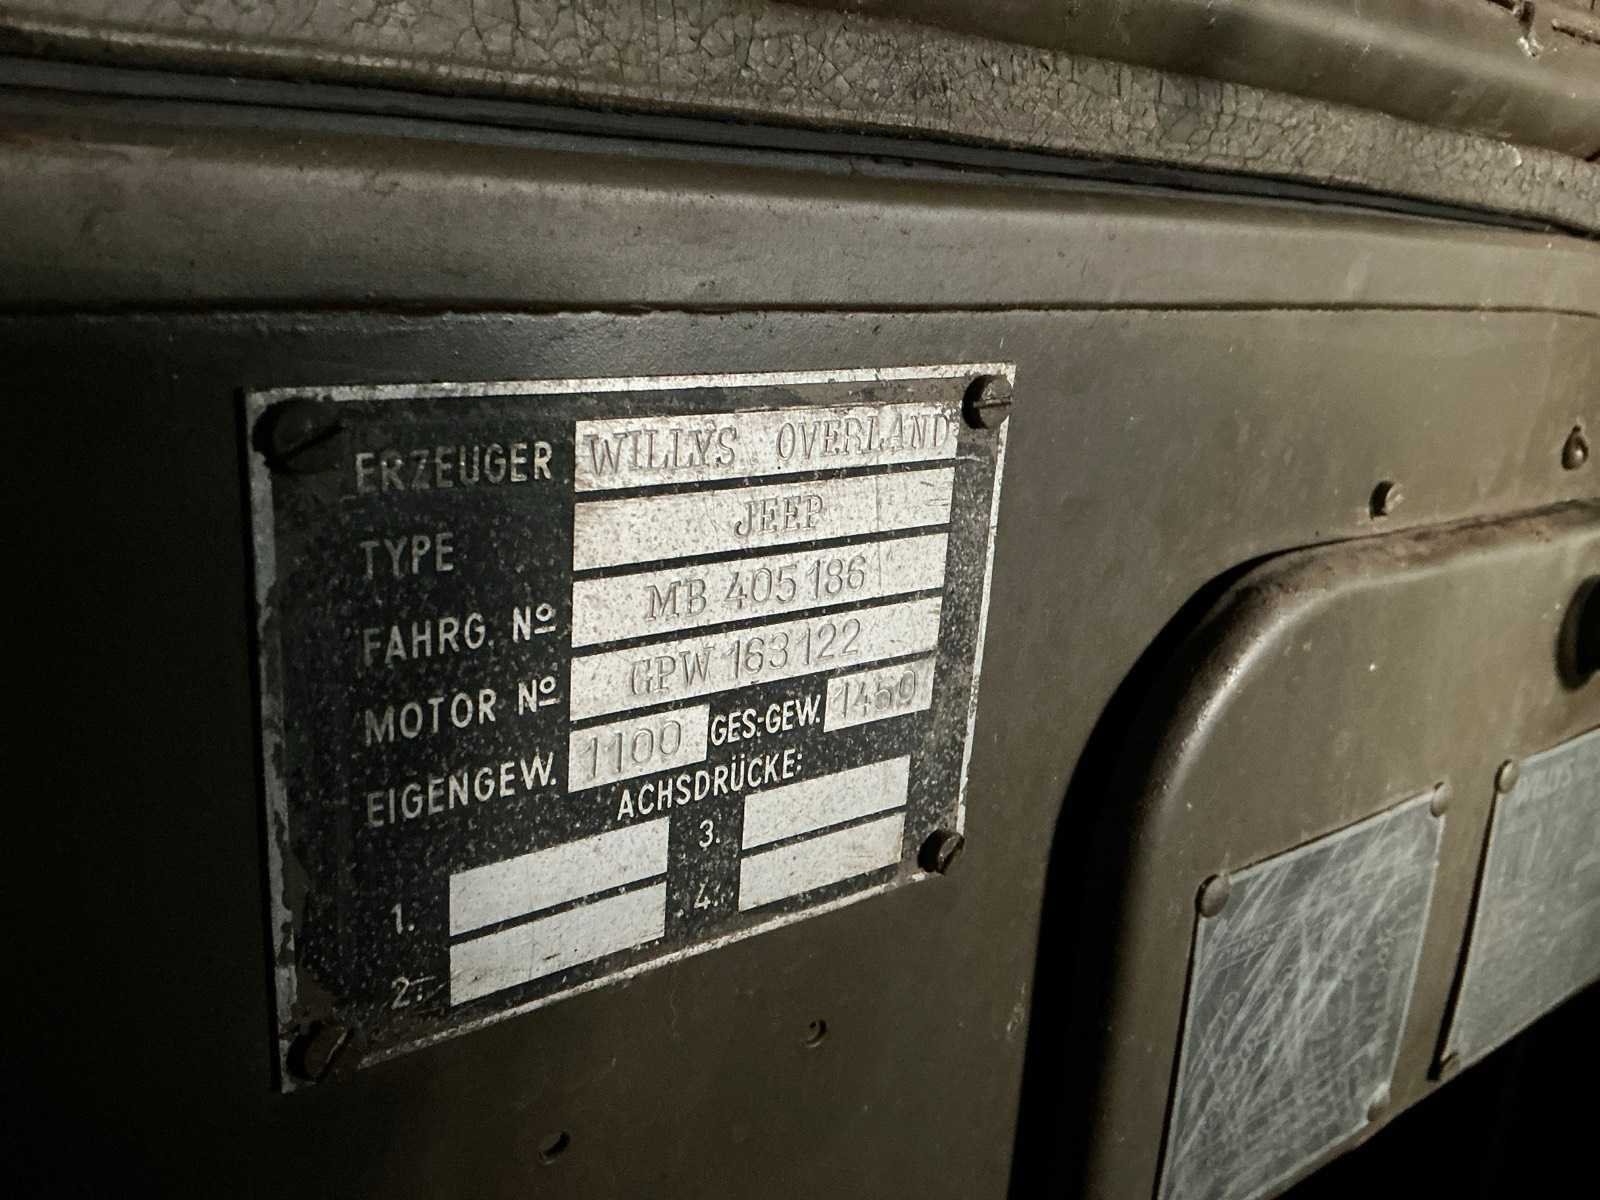 ERZEUGER WILLYS OVERLAND
TYPE JEEP
FAHRG. Nº MB 405186
MOTOR Nº GPW 163122
EIGENGEW. 1100 GES.-GEW. 1450
ACHSDRÜCKE:
1. 3.
2. 4.